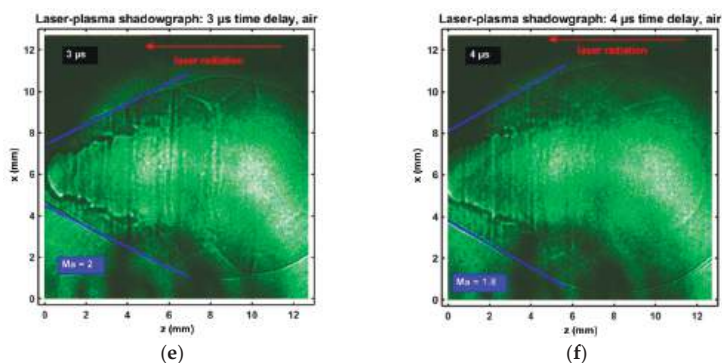 Laser-plasma shadowgraph: 3 µs time delay, air
3 µs
laser radiation
Ma = 2
x (mm)
12
10
8
6
4
2
0
0 2 4 6 8 10 12
z (mm)
(e)
Laser-plasma shadowgraph: 4 µs time delay, air
4 µs
laser radiation
Ma = 1.8
x (mm)
12
10
8
6
4
2
0
0 2 4 6 8 10 12
z (mm)
(f)